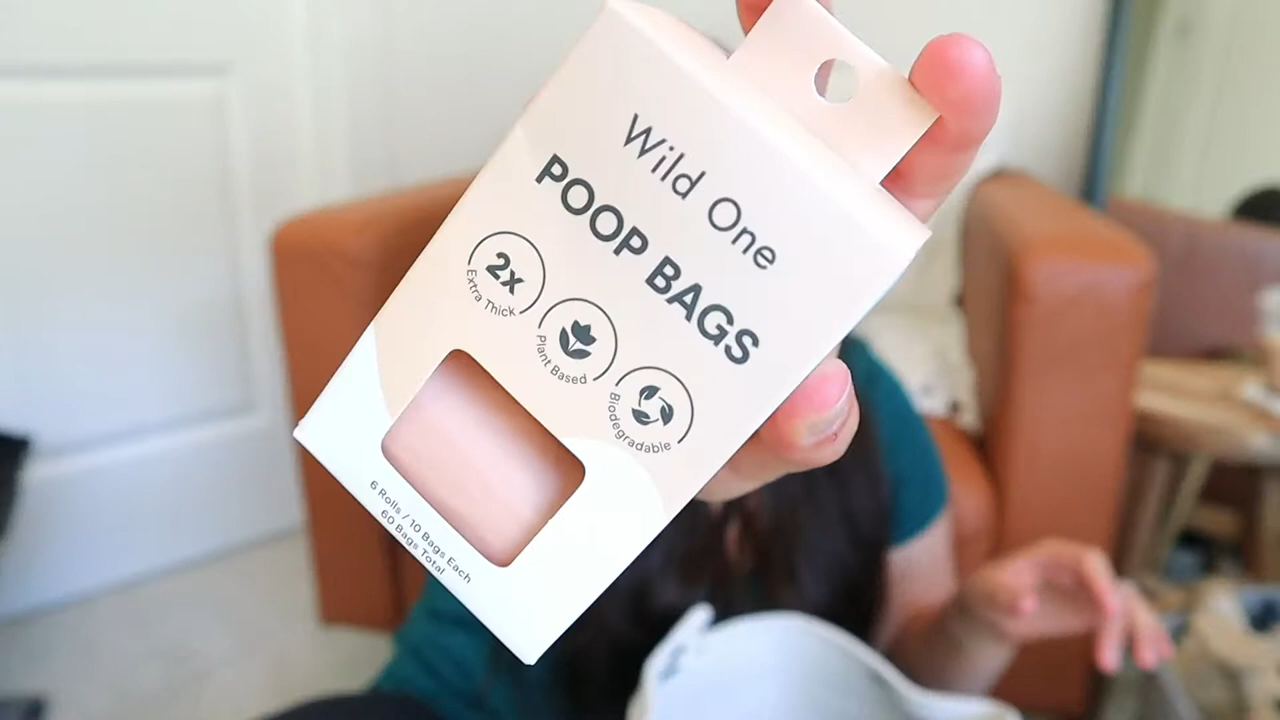 Wild One
POOP BAGS
2x
Extra Thick
Plant Based
Biodegradable
6 Rolls / 10 Bags Each
60 Bags Total